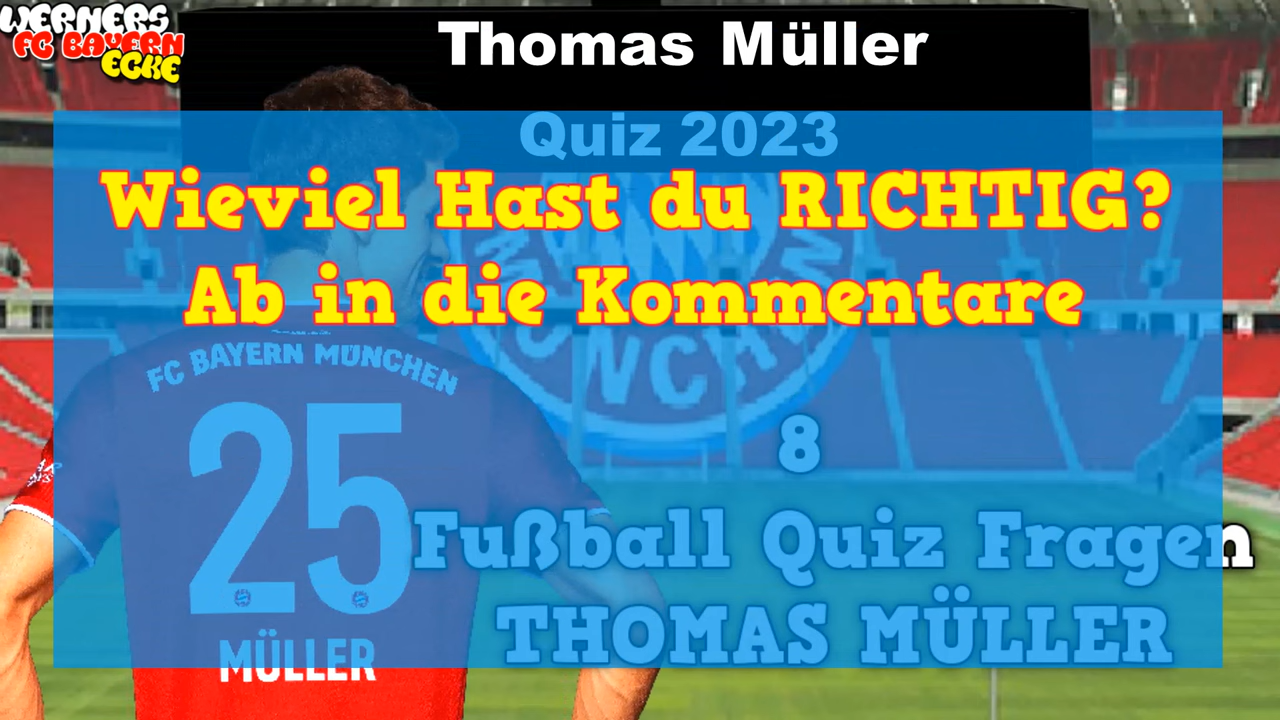 WERNERS
FC BAYERN
ECKE
Thomas Müller
Quiz 2023
Wieviel Hast du RICHTIG?
Ab in die Kommentare
MÜNCHEN
FC BAYERN MÜNCHEN
25
MÜLLER
8
Fußball Quiz Fragen
THOMAS MÜLLER